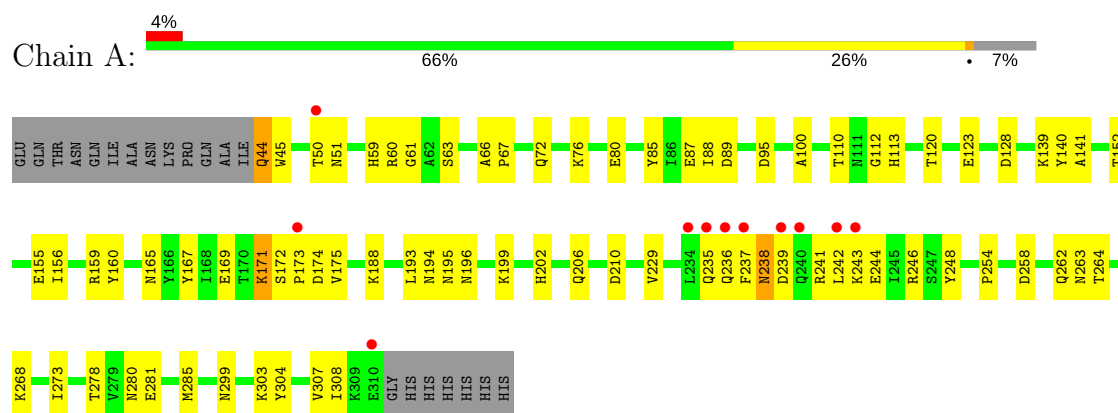 4%
Chain A:
66% 26% • 7%
GLU GLN THR ASN GLN ILE ALA ASN LYS PRO GLN ALA ILE Q44 W45 T50 N51 H59 R60 G61 A62 S63 A66 P67 Q72 K76 E80 Y85 I86 E87 I88 D89 D95 A100 T110 N111 G112 H113 T120 E123 D128 K139 Y140 A141 T152
E155 I156 R159 Y160 N165 Y166 Y167 I168 E169 T170 K171 S172 P173 D174 V175 K188 L193 N194 N195 N196 K199 H202 Q206 D210 V229 L234 Q235 Q236 F237 N238 D239 Q240 R241 L242 K243 E244 I245 R246 S247 Y248 P254 D258 Q262 N263 T264
K268 I273 T278 V279 N280 E281 M285 N299 K303 Y304 V307 I308 K309 E310 GLY HIS HIS HIS HIS HIS HIS